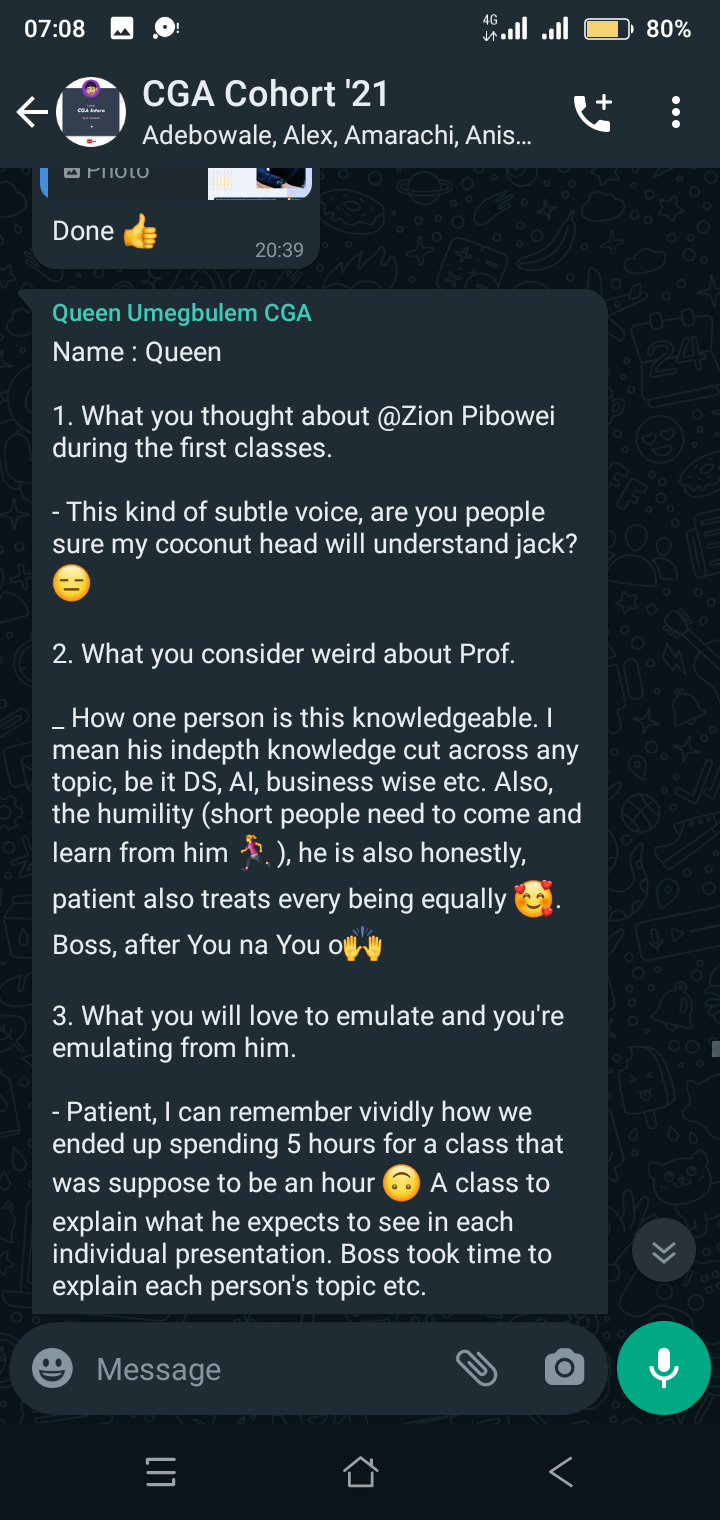 07:08
4G
80%
CGA Cohort '21
Adebowale, Alex, Amarachi, Anis...
Photo
Done 👍
20:39
Queen Umegbulem CGA
Name : Queen
1. What you thought about @Zion Pibowei
during the first classes.
- This kind of subtle voice, are you people
sure my coconut head will understand jack?
😑
2. What you consider weird about Prof.
_ How one person is this knowledgeable. I
mean his indepth knowledge cut across any
topic, be it DS, AI, business wise etc. Also,
the humility (short people need to come and
learn from him 🏃‍♀️ ), he is also honestly,
patient also treats every being equally 🥰.
Boss, after You na You o🙌
3. What you will love to emulate and you're
emulating from him.
- Patient, I can remember vividly how we
ended up spending 5 hours for a class that
was suppose to be an hour 🙃 A class to
explain what he expects to see in each
individual presentation. Boss took time to
explain each person's topic etc.
Message